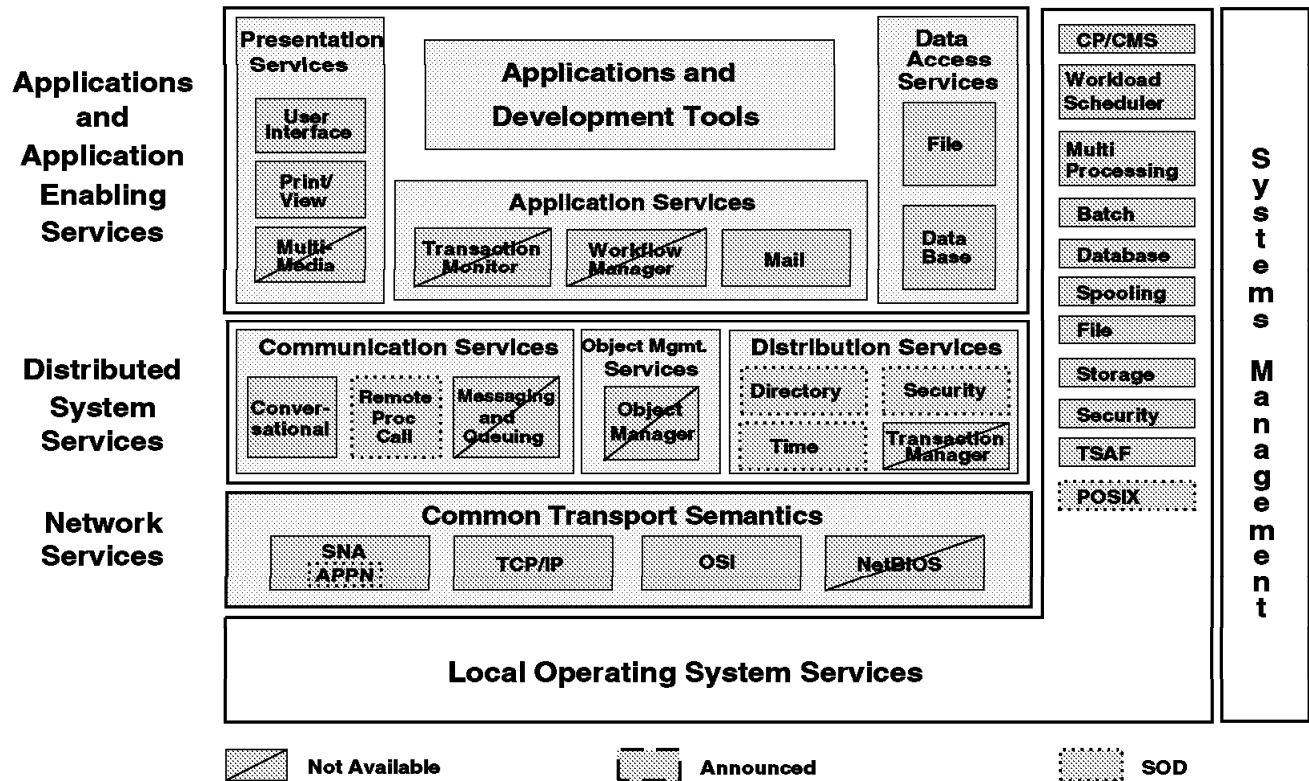 Applications
and
Application
Enabling
Services
Presentation
Services
User
Interface
Print/
View
Multi-
Media
Applications and
Development Tools
Application Services
Transaction
Monitor
Workflow
Manager
Mail
Data
Access
Services
File
Data
Base
Distributed
System
Services
Communication Services
Conver-
sational
Remote
Proc
Call
Messaging
and
Queuing
Object Mgmt.
Services
Object
Manager
Distribution Services
Directory
Security
Time
Transaction
Manager
Network
Services
Common Transport Semantics
SNA
APPN
TCP/IP
OSI
NetBIOS
Local Operating System Services
CP/CMS
Workload
Scheduler
Multi
Processing
Batch
Database
Spooling
File
Storage
Security
TSAF
POSIX
Systems Management
Not Available
Announced
SOD